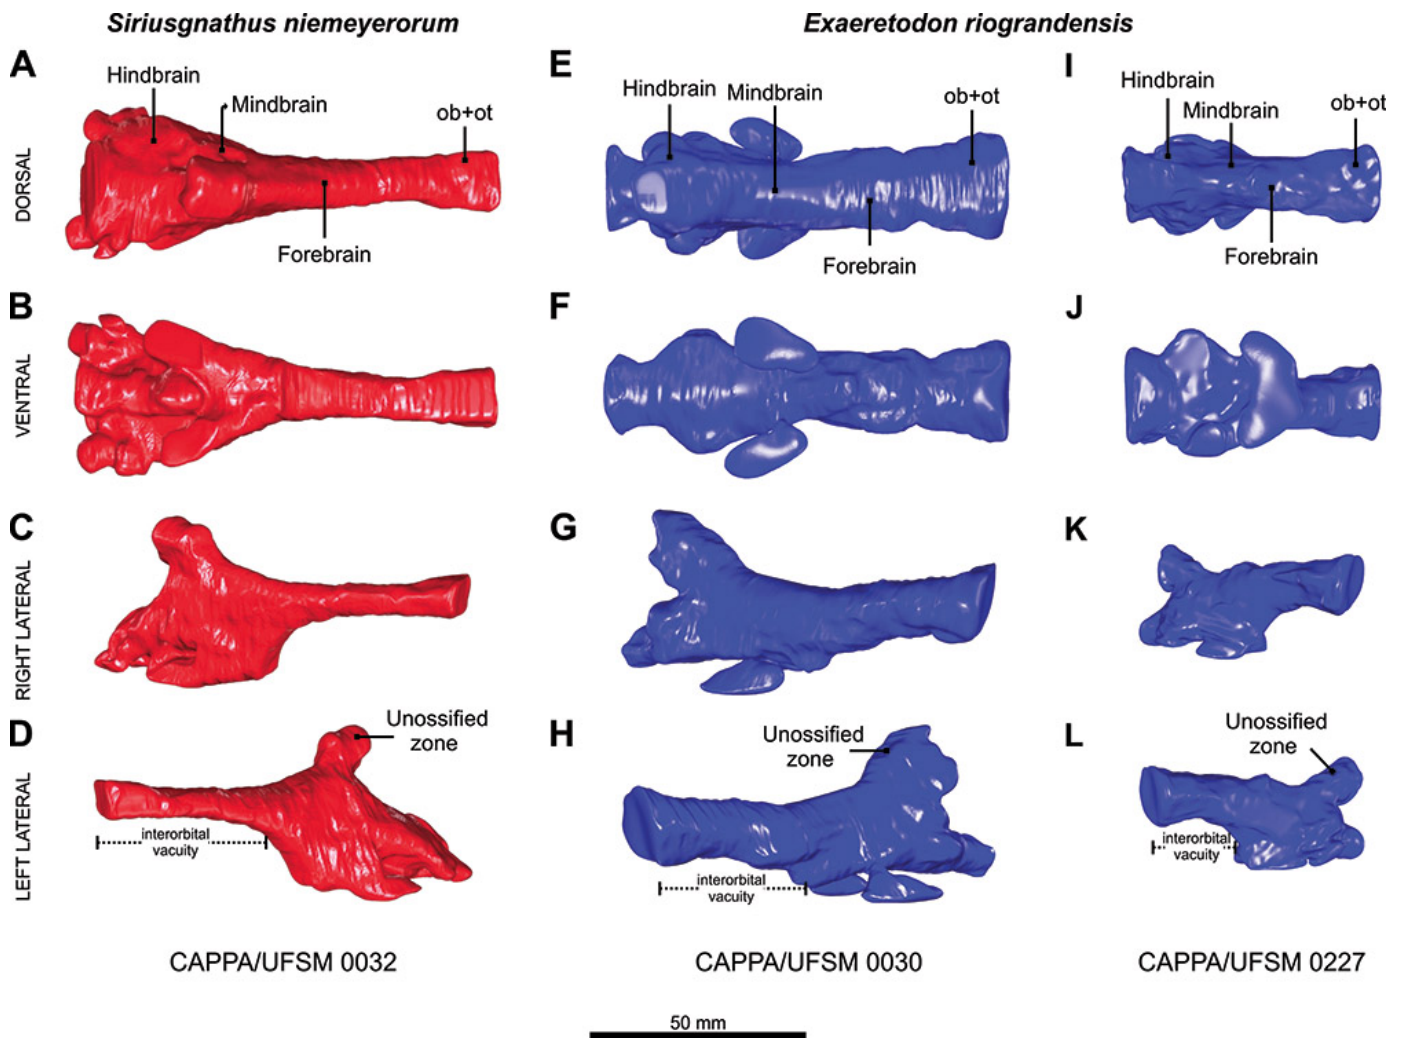 Siriusgnathus niemeyerorum
Exaeretodon riograndensis
A
Hindbrain
Mindbrain
ob+ot
Forebrain
E
Hindbrain
Mindbrain
ob+ot
Forebrain
I
Hindbrain
Mindbrain
ob+ot
Forebrain
DORSAL
B
F
J
VENTRAL
C
G
K
RIGHT LATERAL
D
Unossified
zone
interorbital
vacuity
H
Unossified
zone
interorbital
vacuity
L
Unossified
zone
interorbital
vacuity
LEFT LATERAL
CAPPA/UFSM 0032
CAPPA/UFSM 0030
CAPPA/UFSM 0227
50 mm